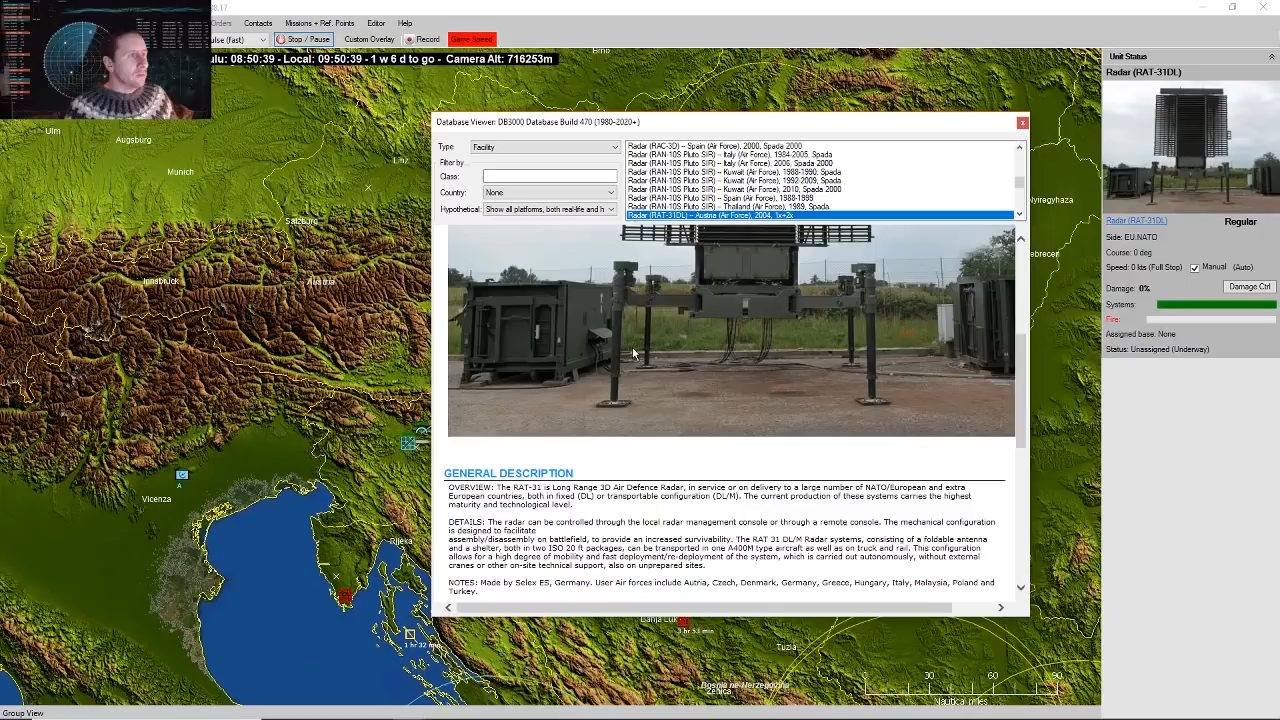 Orders
Contacts
Missions + Ref. Points
Editor
Help
Stop / Pause
Custom Overlay
Record
Game Speed
Local: 09:50:39 - 1 w 6 d to go - Camera Alt:
Unit Status
Radar (RAT-31DL)
Database Viewer: DB3000 Database Build 470 (1980-2020+)
Type:
Facility
Filter by
Class:
Country:
None
Hypothetical:
Show all platforms, both real-life and h
Radar (RAC-3D) -- Spain (Air Force), 2000, Spada 2000
Radar (RAN-10S Pluto SIR) -- Italy (Air Force), 1984-2005, Spada
Radar (RAN-10S Pluto SIR) -- Italy (Air Force), 2006, Spada 2000
Radar (RAN-10S Pluto SIR) -- Kuwait (Air Force), 1988-1990, Spada
Radar (RAN-10S Pluto SIR) -- Kuwait (Air Force), 1992-2009, Spada
Radar (RAN-10S Pluto SIR) -- Kuwait (Air Force), 2010, Spada 2000
Radar (RAN-10S Pluto SIR) -- Spain (Air Force), 1988-1989
Radar (RAN-10S Pluto SIR) -- Thailand (Air Force), 1989, Spada
Radar (RAT-31DL) -- Austria (Air Force), 2004, 1x+2x
Ulm
Augsburg
Munich
Linz
Salzburg
Innsbruck
Austria
Vicenza
Nyiregyhaza
Radar (RAT-31DL)
Regular
Side: EU.NATO
Course: 0 deg
Speed: 0 kts (Full Stop)
Manual
(Auto)
Damage: 0%
Damage Ctrl
Systems:
Fire:
Assigned base: None
Status: Unassigned (Underway)
GENERAL DESCRIPTION
OVERVIEW: The RAT-31 is Long Range 3D Air Defence Radar, in service or on delivery to a large number of NATO/European and extra
European countries, both in fixed (DL) or transportable configuration (DL/M). The current production of these systems carries the highest
maturity and technological level.
DETAILS: The radar can be controlled through the local radar management console or through a remote console. The mechanical configuration
is designed to facilitate
assembly/disassembly on battlefield, to provide an increased survivability. The RAT 31 DL/M Radar systems, consisting of a foldable antenna
and a shelter, both in two ISO 20 ft packages, can be transported in one A400M type aircraft as well as on truck and rail. This configuration
allows for a high degree of mobility and fast deployment/re-deployment of the system, which is carried out autonomously, without external
cranes or other on-site technical support, also on unprepared sites.
NOTES: Made by Selex ES, Germany. User Air forces include Autria, Czech, Denmark, Germany, Greece, Hungary, Italy, Malaysia, Poland and
Turkey.
Tuzla
Zenica
30
60
90
Nautical miles
Group View